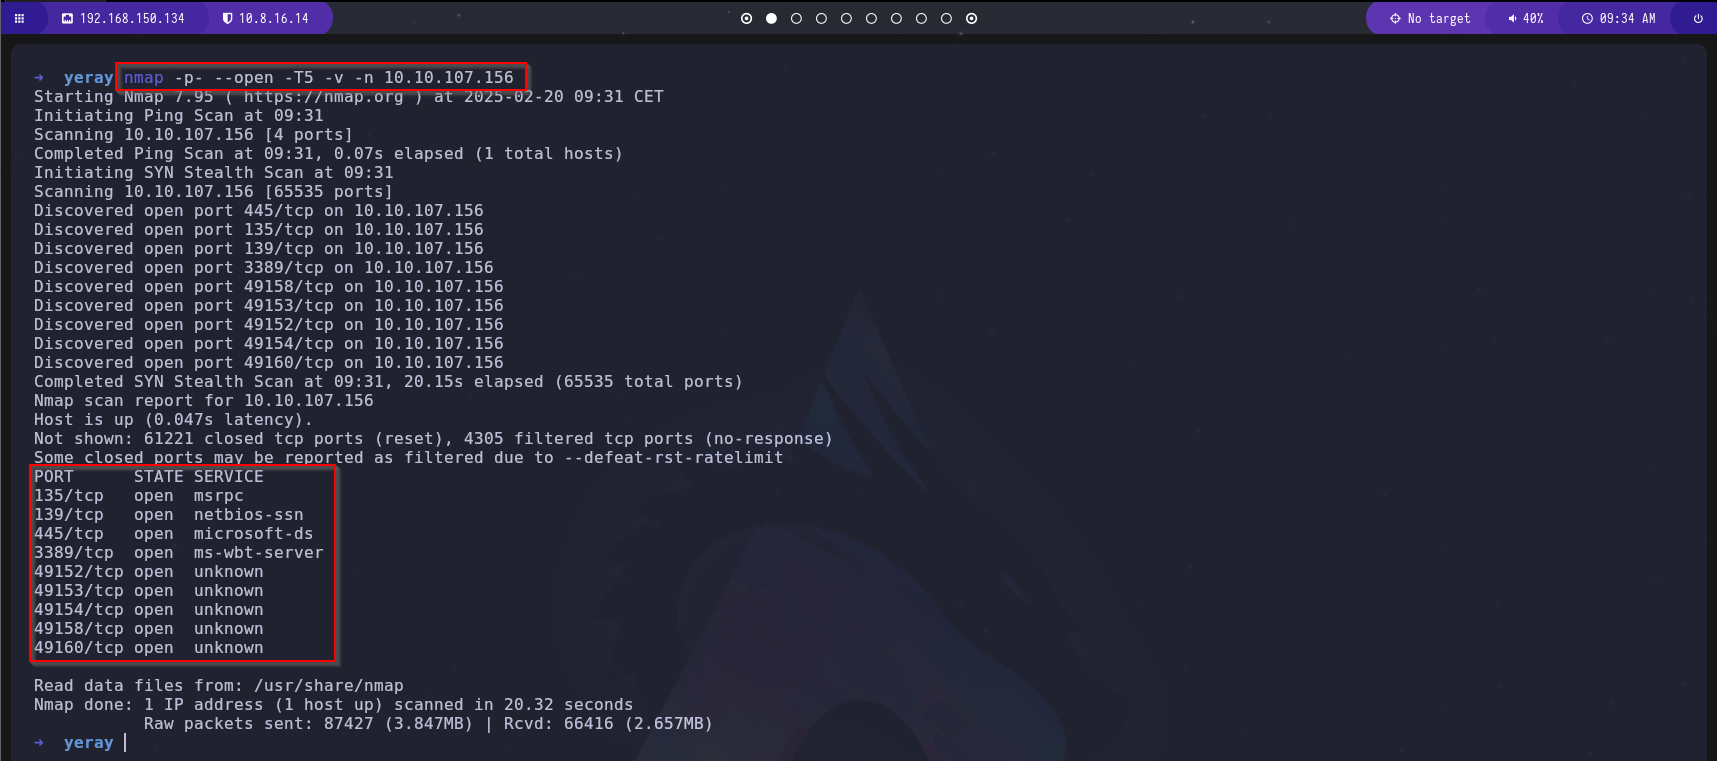 192.168.150.134 10.8.16.14 No target 40% 09:34 AM
→ yeray nmap -p- --open -T5 -v -n 10.10.107.156
Starting Nmap 7.95 ( https://nmap.org ) at 2025-02-20 09:31 CET
Initiating Ping Scan at 09:31
Scanning 10.10.107.156 [4 ports]
Completed Ping Scan at 09:31, 0.07s elapsed (1 total hosts)
Initiating SYN Stealth Scan at 09:31
Scanning 10.10.107.156 [65535 ports]
Discovered open port 445/tcp on 10.10.107.156
Discovered open port 135/tcp on 10.10.107.156
Discovered open port 139/tcp on 10.10.107.156
Discovered open port 3389/tcp on 10.10.107.156
Discovered open port 49158/tcp on 10.10.107.156
Discovered open port 49153/tcp on 10.10.107.156
Discovered open port 49152/tcp on 10.10.107.156
Discovered open port 49154/tcp on 10.10.107.156
Discovered open port 49160/tcp on 10.10.107.156
Completed SYN Stealth Scan at 09:31, 20.15s elapsed (65535 total ports)
Nmap scan report for 10.10.107.156
Host is up (0.047s latency).
Not shown: 61221 closed tcp ports (reset), 4305 filtered tcp ports (no-response)
Some closed ports may be reported as filtered due to --defeat-rst-ratelimit
PORT      STATE SERVICE
135/tcp   open  msrpc
139/tcp   open  netbios-ssn
445/tcp   open  microsoft-ds
3389/tcp  open  ms-wbt-server
49152/tcp open  unknown
49153/tcp open  unknown
49154/tcp open  unknown
49158/tcp open  unknown
49160/tcp open  unknown
Read data files from: /usr/share/nmap
Nmap done: 1 IP address (1 host up) scanned in 20.32 seconds
Raw packets sent: 87427 (3.847MB) | Rcvd: 66416 (2.657MB)
→ yeray